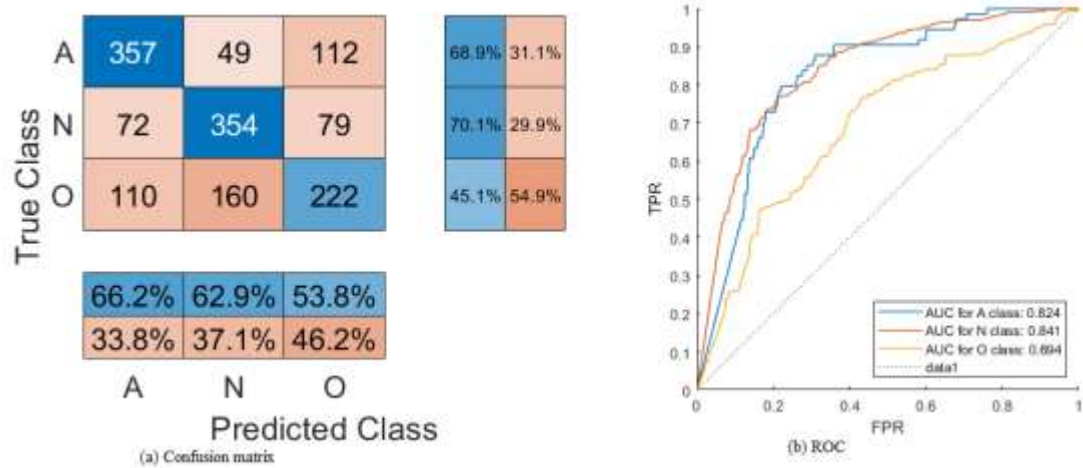 True Class
A 357 49 112 68.9% 31.1%
N 72 354 79 70.1% 29.9%
O 110 160 222 45.1% 54.9%
66.2% 62.9% 53.8%
33.8% 37.1% 46.2%
A N O
Predicted Class
(a) Confusion matrix
TPR
1
0.9
0.8
0.7
0.6
0.5
0.4
0.3
0.2
0.1
0
0 0.2 0.4 0.6 0.8 1
FPR
AUC for A class: 0.824
AUC for N class: 0.841
AUC for O class: 0.694
data1
(b) ROC